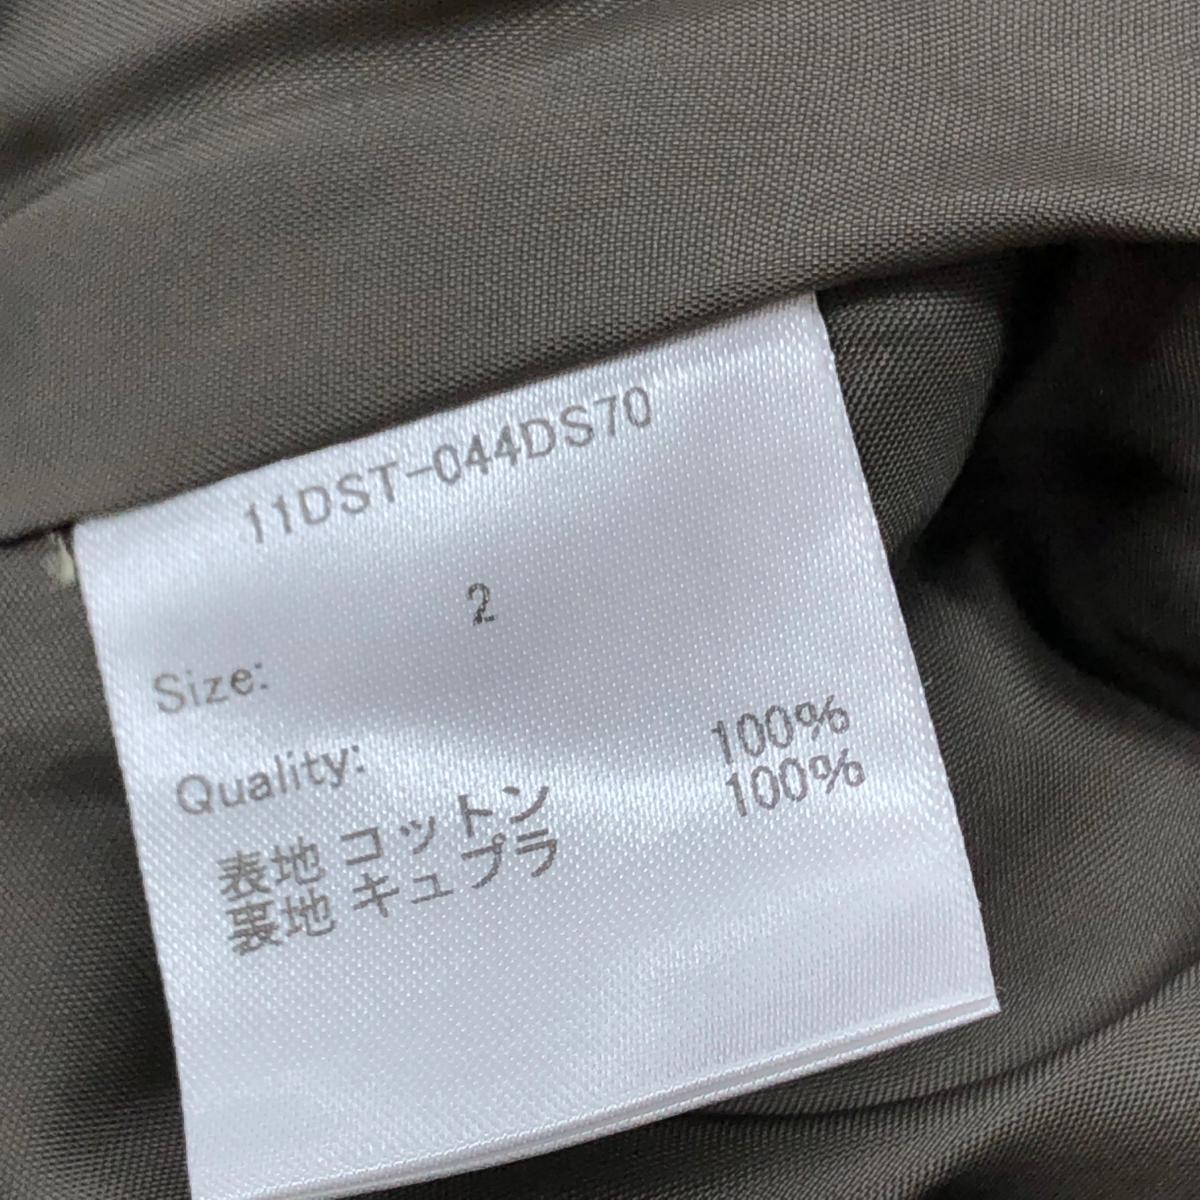 11DST-044DS70
2
Size:
Quality:
表地 コットン 100%
裏地 キュプラ 100%